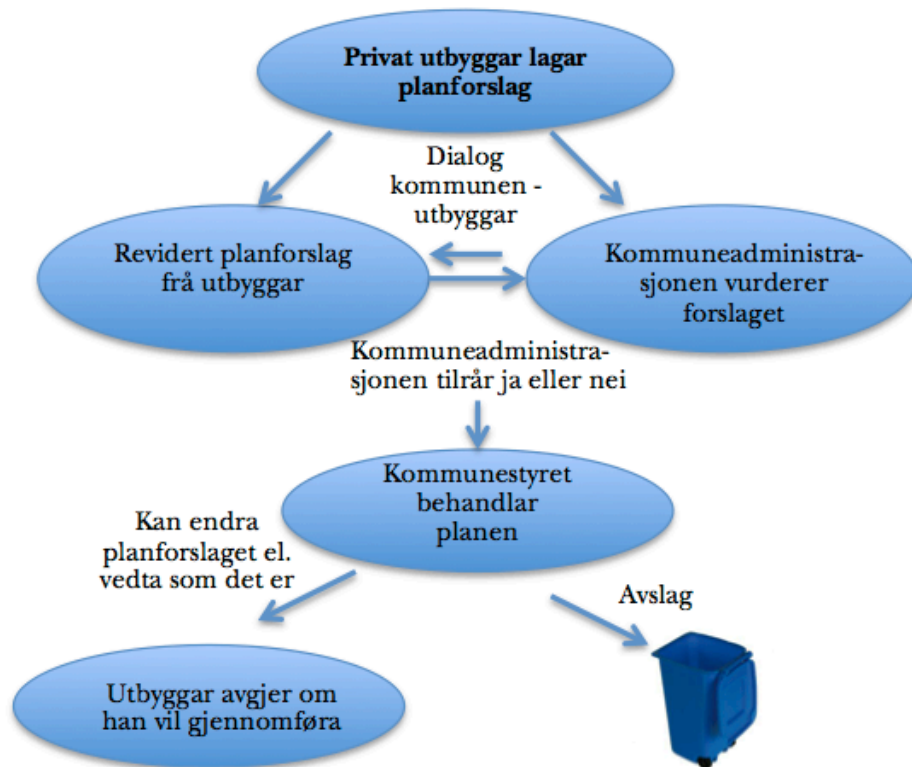 Privat utbyggar lagar
planforslag
Dialog
kommunen -
utbyggar
Revidert planforslag
frå utbyggar
Kommuneadministra-
sjonen vurderer
forslaget
Kommuneadministra-
sjonen tilrår ja eller nei
Kommunestyret
behandlar
planen
Kan endra
planforslaget el.
vedta som det er
Avslag
Utbyggar avgjer om
han vil gjennomføra